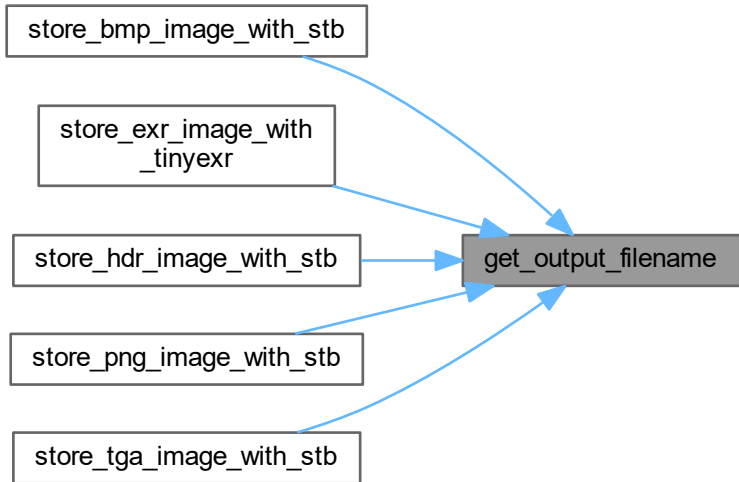 store_bmp_image_with_stb
store_exr_image_with
_tinyexr
store_hdr_image_with_stb
get_output_filename
store_png_image_with_stb
store_tga_image_with_stb